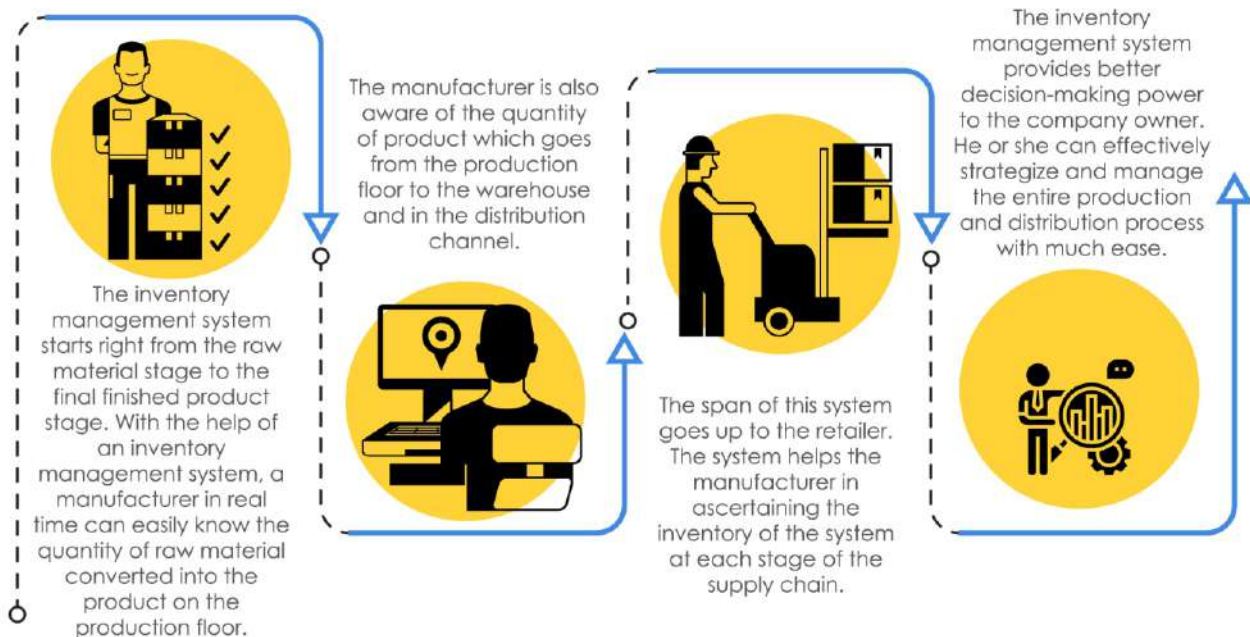 The inventory
management system
starts right from the raw
material stage to the
final finished product
stage. With the help of
an inventory
management system, a
manufacturer in real
time can easily know the
quantity of raw material
converted into the
product on the
production floor.
The manufacturer is also
aware of the quantity
of product which goes
from the production
floor to the warehouse
and in the distribution
channel.
The span of this system
goes up to the retailer.
The system helps the
manufacturer in
ascertaining the
inventory of the system
at each stage of the
supply chain.
The inventory
management system
provides better
decision-making power
to the company owner.
He or she can effectively
strategize and manage
the entire production
and distribution process
with much ease.